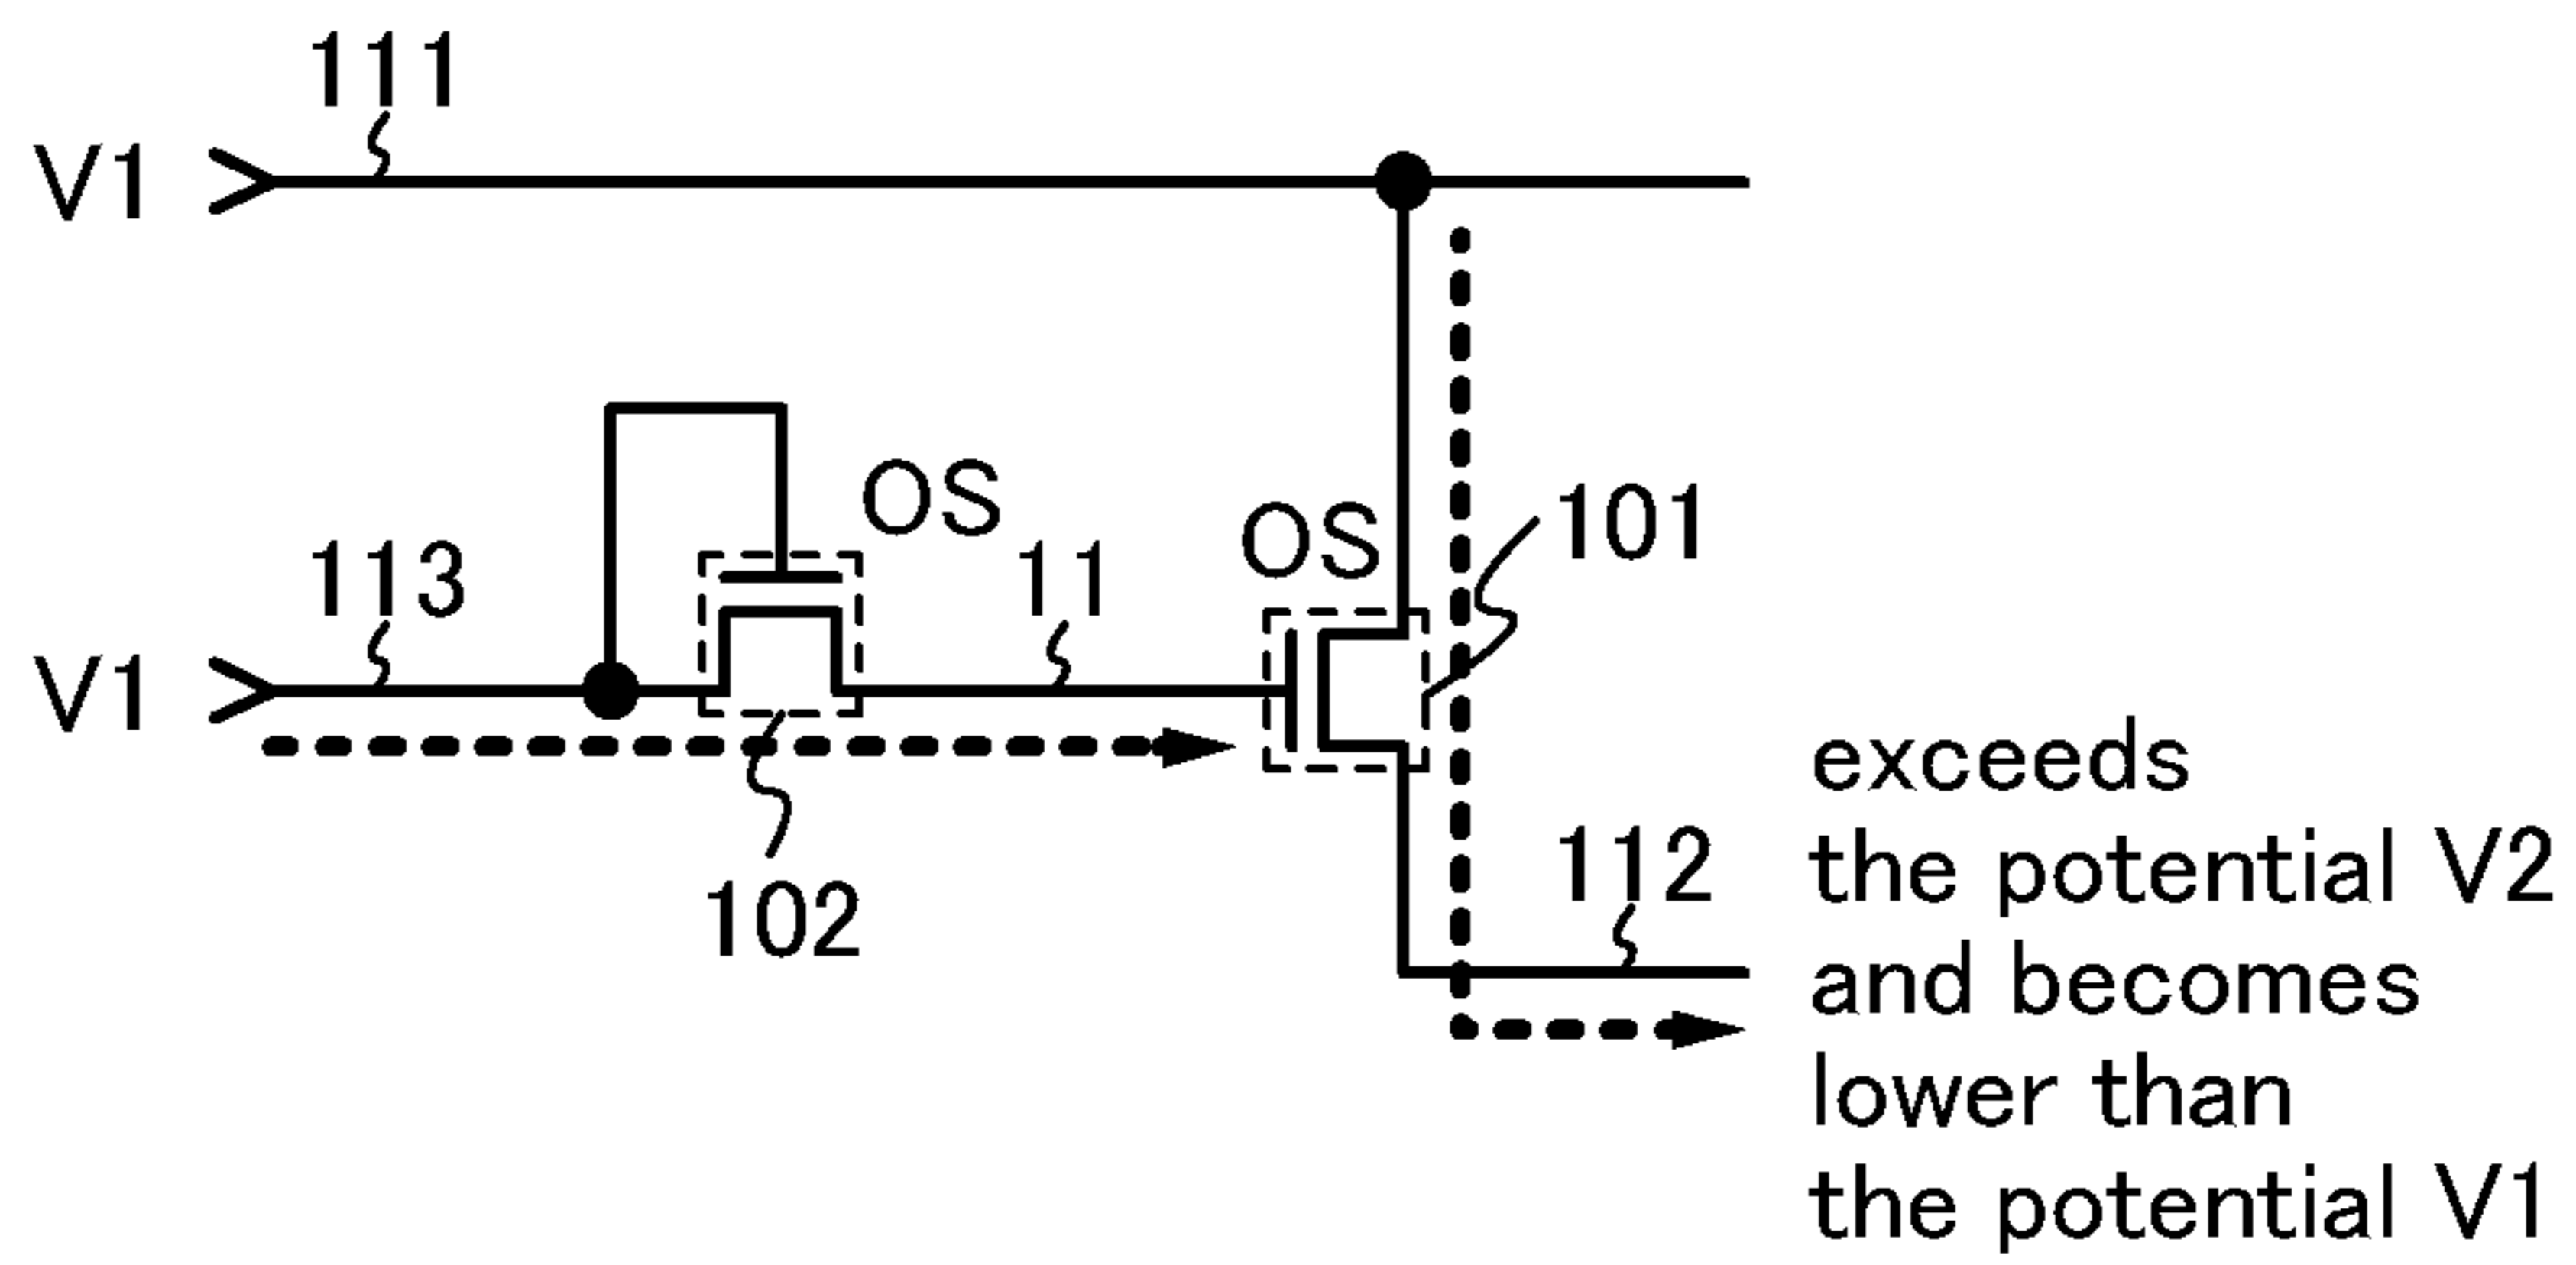 111
V1
OS
OS
101
113
11
V1
102
112
exceeds
the potential V2
and becomes
lower than
the potential V1